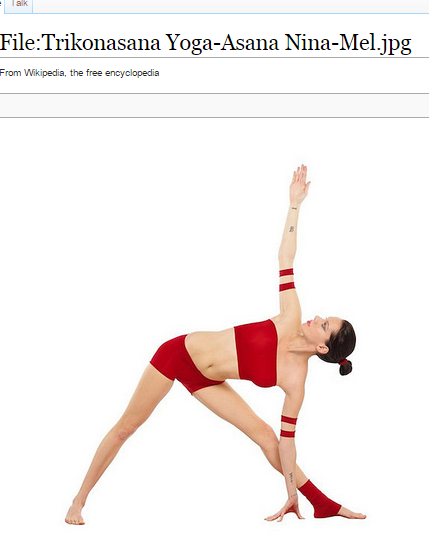 Talk
File:Trikonasana Yoga-Asana Nina-Mel.jpg
From Wikipedia, the free encyclopedia